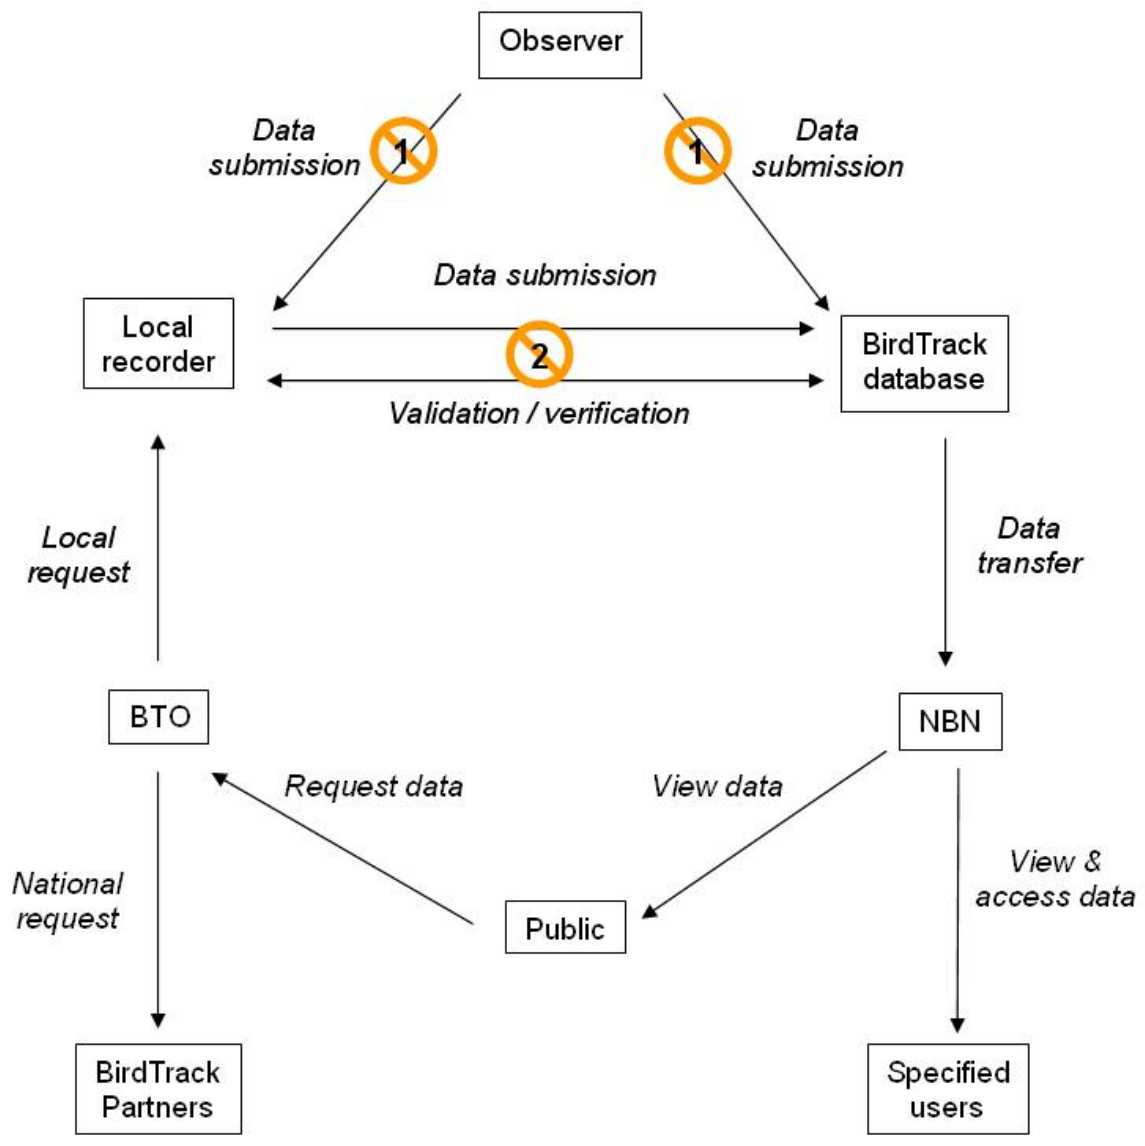 Observer
Data
submission
1
1
Data
submission
Data submission
Local
recorder
2
BirdTrack
database
Validation / verification
Local
request
Data
transfer
BTO
NBN
Request data
View data
National
request
View &
access data
Public
BirdTrack
Partners
Specified
users